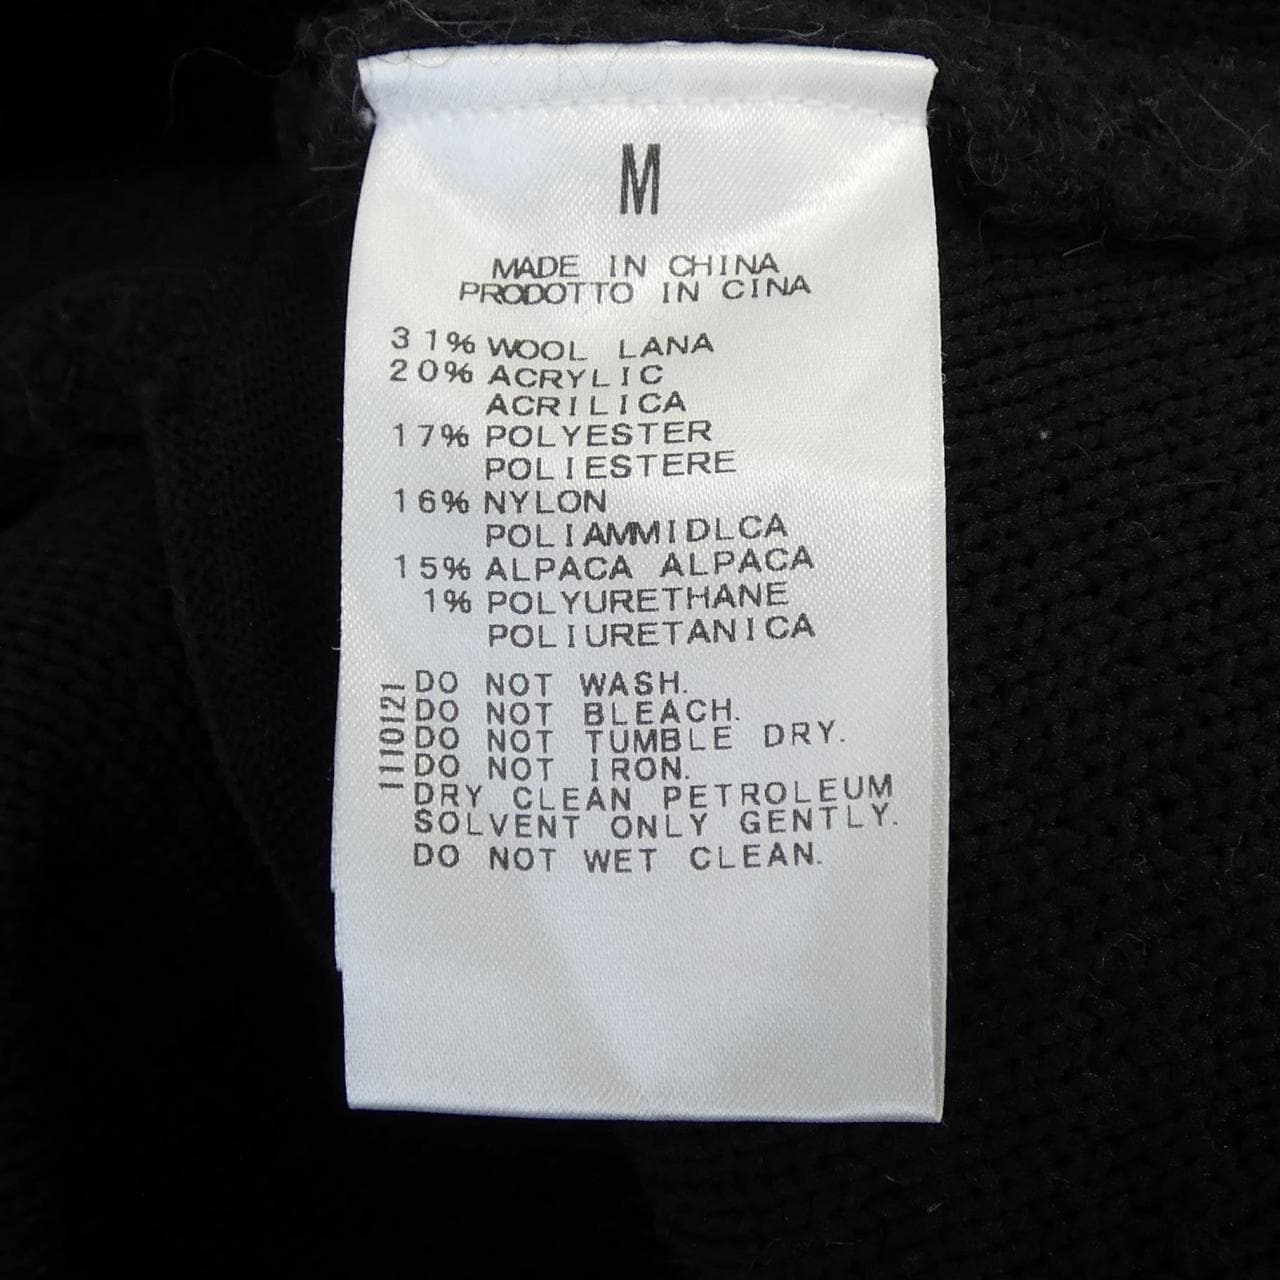 M
MADE IN CHINA
PRODOTTO IN CINA
31% WOOL LANA
20% ACRYLIC
ACRILICA
17% POLYESTER
POLIESTERE
16% NYLON
POLIAMMIDLCA
15% ALPACA ALPACA
1% POLYURETHANE
POLIURETANICA
1110121
DO NOT WASH.
DO NOT BLEACH.
DO NOT TUMBLE DRY.
DO NOT IRON.
DRY CLEAN PETROLEUM
SOLVENT ONLY GENTLY.
DO NOT WET CLEAN.